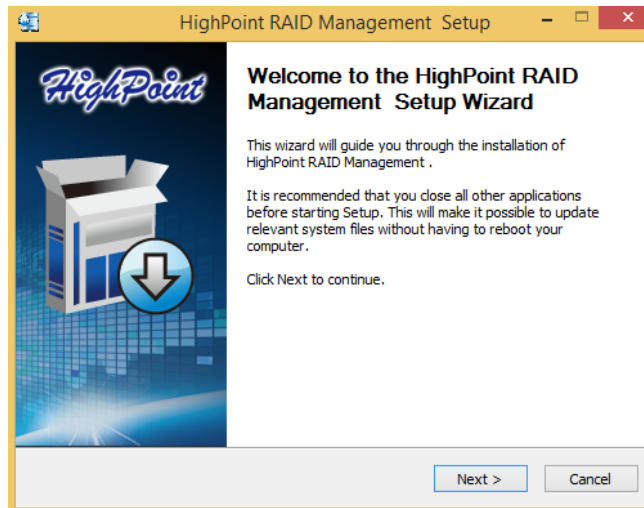 HighPoint RAID Management  Setup
HighPoint
Welcome to the HighPoint RAID
Management  Setup Wizard
This wizard will guide you through the installation of
HighPoint RAID Management .
It is recommended that you close all other applications
before starting Setup. This will make it possible to update
relevant system files without having to reboot your
computer.
Click Next to continue.
Next >
Cancel